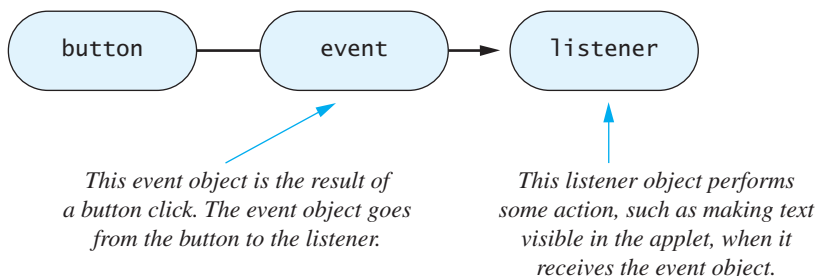 button
event
listener
This event object is the result of
a button click. The event object goes
from the button to the listener.
This listener object performs
some action, such as making text
visible in the applet, when it
receives the event object.